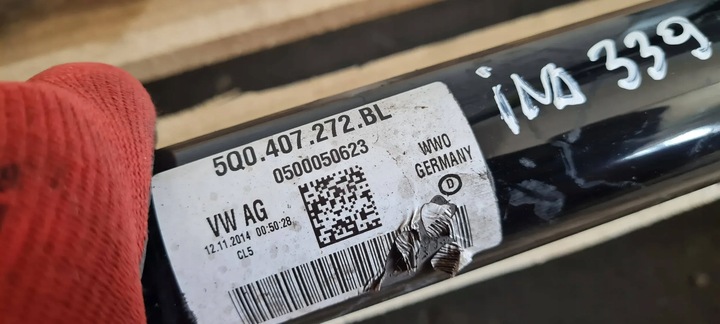 5Q0.407.272.BL
0500050623
WWO
GERMANY
D
VW AG
12.11.2014 00:50:28
CL5
iND 339